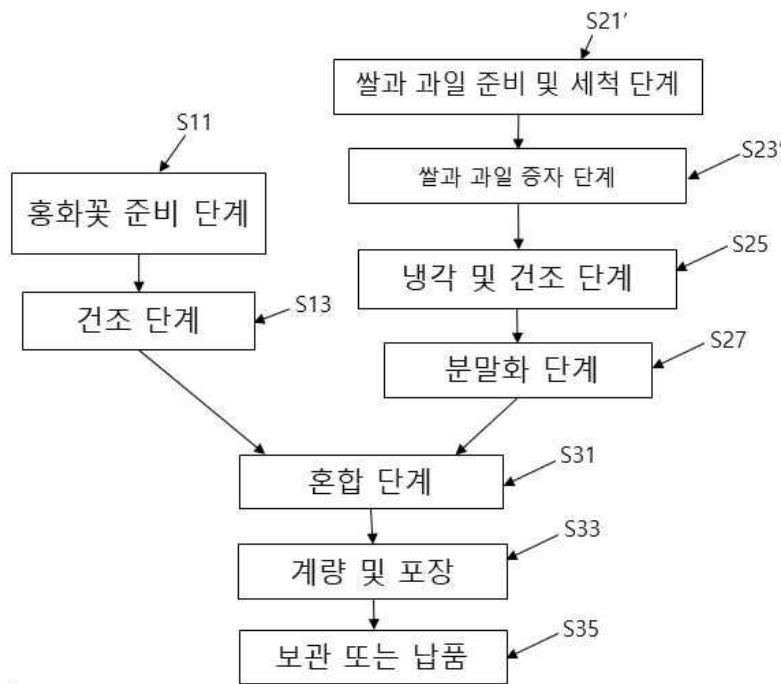 S21′
쌀과 과일 준비 및 세척 단계
S11
S23′
홍화꽃 준비 단계
쌀과 과일 증자 단계
S25
냉각 및 건조 단계
건조 단계
S13
S27
분말화 단계
S31
혼합 단계
S33
계량 및 포장
S35
보관 또는 납품